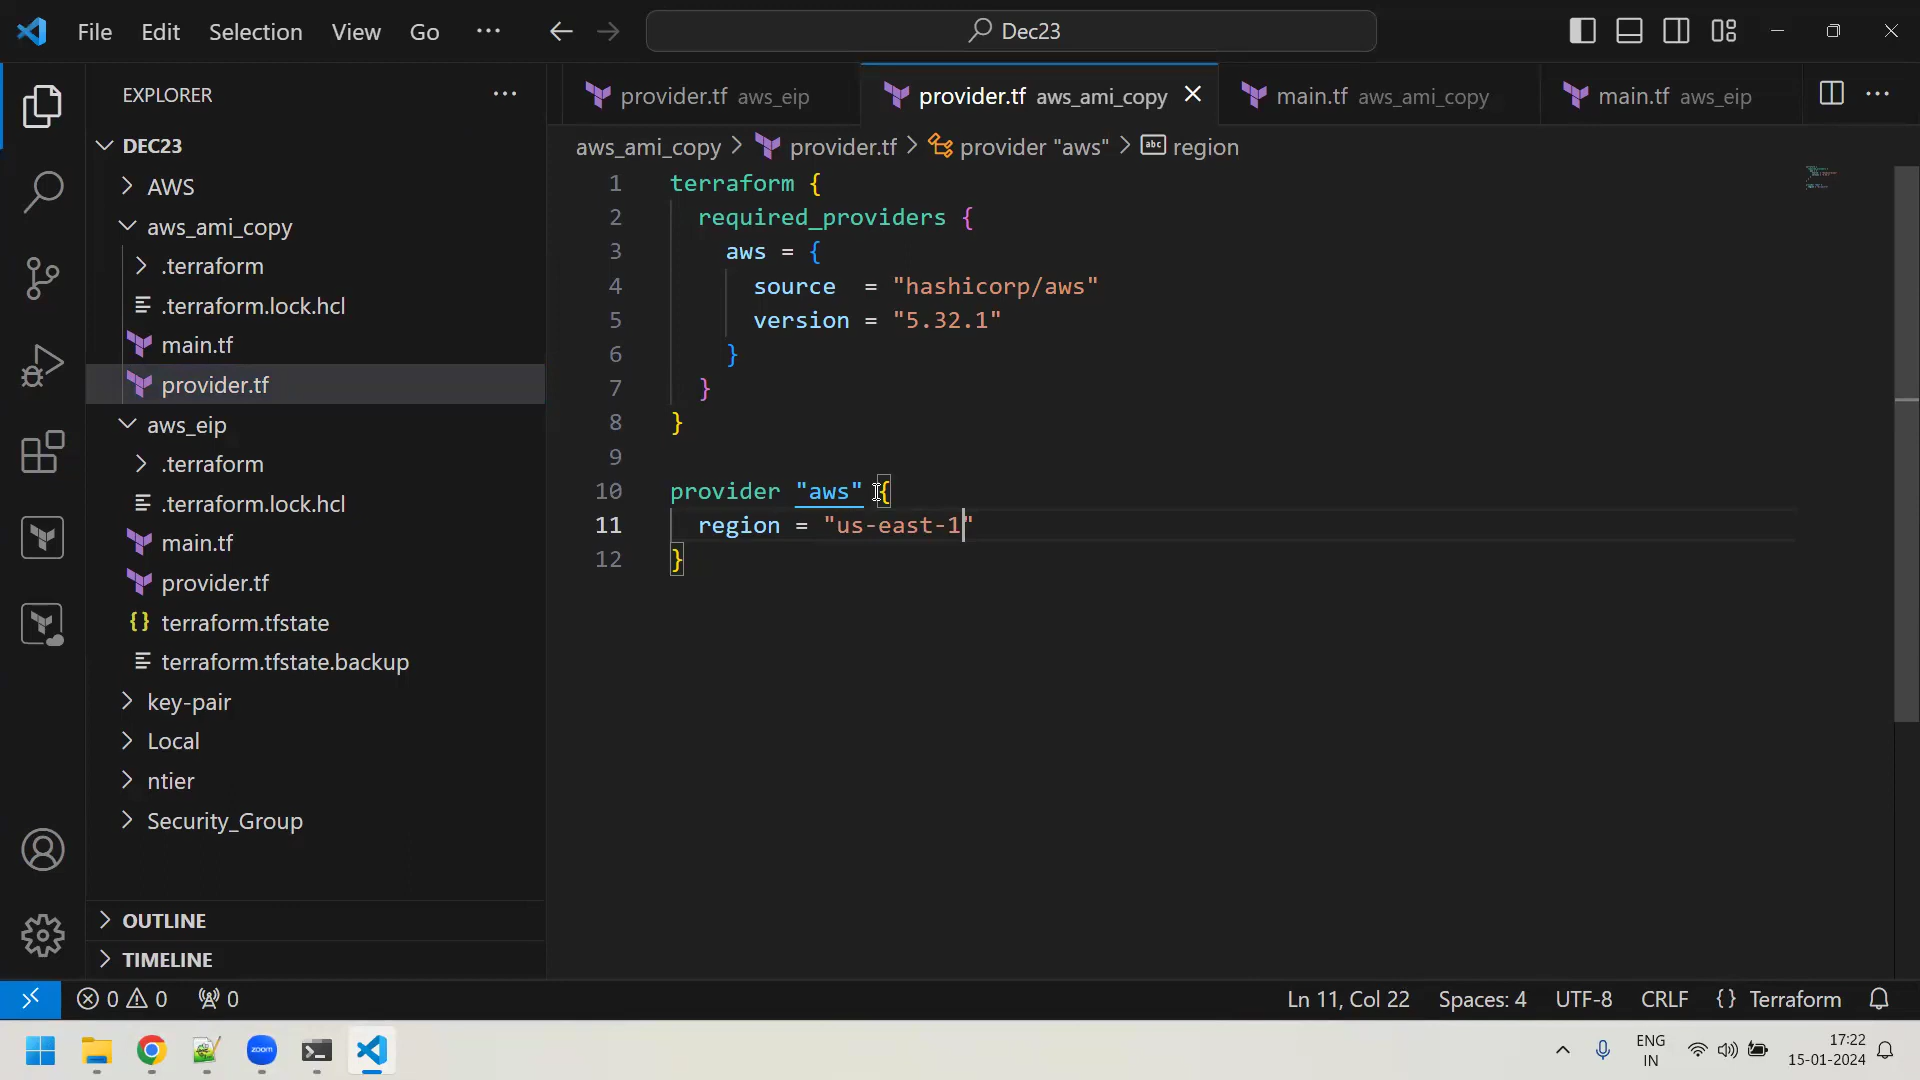 File Edit Selection View Go ··· Dec23
EXPLORER ···
DEC23
AWS
aws_ami_copy
.terraform
.terraform.lock.hcl
main.tf
provider.tf
aws_eip
.terraform
.terraform.lock.hcl
main.tf
provider.tf
{} terraform.tfstate
terraform.tfstate.backup
key-pair
Local
ntier
Security_Group
OUTLINE
TIMELINE
provider.tf aws_eip provider.tf aws_ami_copy main.tf aws_ami_copy main.tf aws_eip ···
aws_ami_copy > provider.tf > provider "aws" > abc region
1 terraform {
2 required_providers {
3 aws = {
4 source = "hashicorp/aws"
5 version = "5.32.1"
6 }
7 }
8 }
9
10 provider "aws" {
11 region = "us-east-1"
12 }
0 0 0 Ln 11, Col 22 Spaces: 4 UTF-8 CRLF {} Terraform
zoom
ENG
IN
17:22
15-01-2024